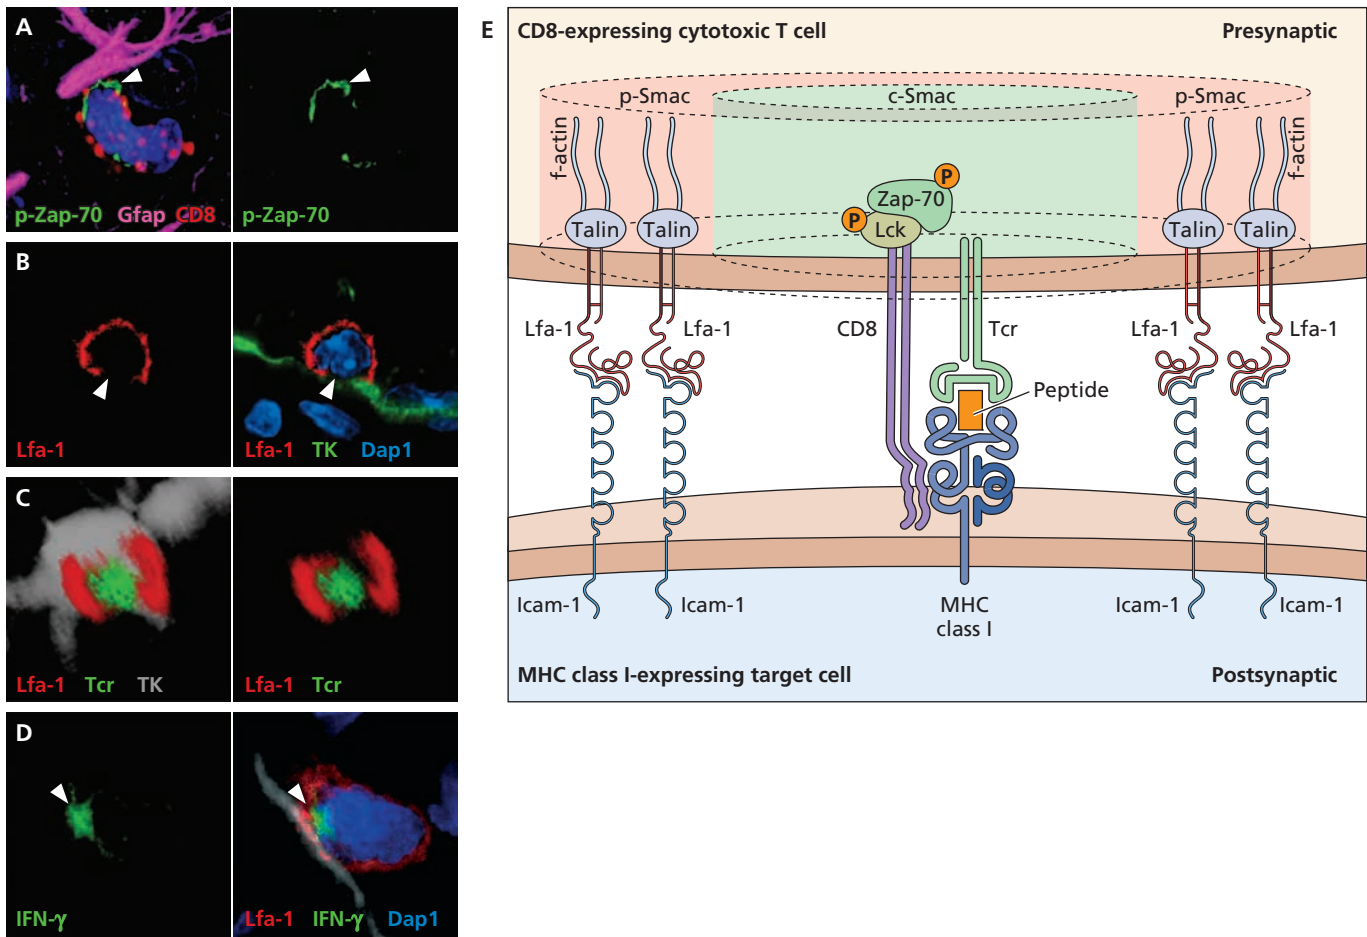 A
p-Zap-70 Gfap CD8
p-Zap-70
B
Lfa-1
Lfa-1 TK Dap1
C
Lfa-1 Tcr TK
Lfa-1 Tcr
D
IFN-γ
Lfa-1 IFN-γ Dap1
E
CD8-expressing cytotoxic T cell
Presynaptic
p-Smac
c-Smac
p-Smac
f-actin
f-actin
P
Zap-70
P
Lck
Talin
Talin
Talin
Talin
Lfa-1
Lfa-1
CD8
Tcr
Lfa-1
Lfa-1
Peptide
Icam-1
Icam-1
MHC
class I
Icam-1
Icam-1
MHC class I-expressing target cell
Postsynaptic